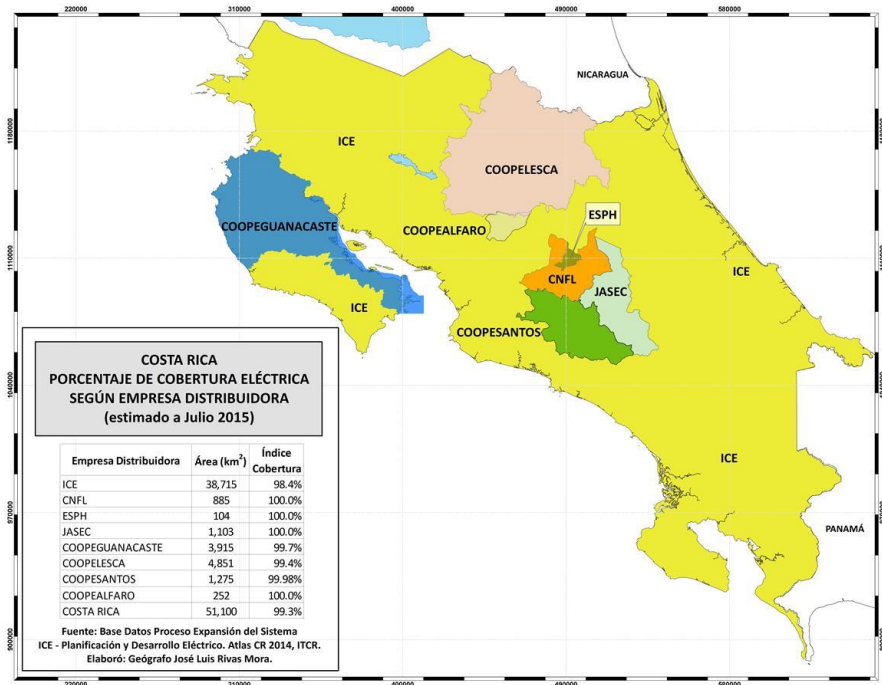 220000 310000 400000 490000 580000
NICARAGUA
1180000
ICE
COOPELESCA
ESPH
COOPEGUANACASTE
COOPEALFARO
1110000
ICE
CNFL
JASEC
ICE
COOPESANTOS
COSTA RICA
PORCENTAJE DE COBERTURA ELÉCTRICA
SEGÚN EMPRESA DISTRIBUIDORA
(estimado a Julio 2015)
1040000
Empresa Distribuidora Área (km²) Índice Cobertura
ICE 38,715 98.4%
CNFL 885 100.0%
ESPH 104 100.0%
JASEC 1,103 100.0%
COOPEGUANACASTE 3,915 99.7%
COOPELESCA 4,851 99.4%
COOPESANTOS 1,275 99.98%
COOPEALFARO 252 100.0%
COSTA RICA 51,100 99.3%
ICE
970000
PANAMÁ
Fuente: Base Datos Proceso Expansión del Sistema
ICE - Planificación y Desarrollo Eléctrico. Atlas CR 2014, ITCR.
Elaboró: Geógrafo José Luis Rivas Mora.
900000
220000 310000 400000 490000 580000